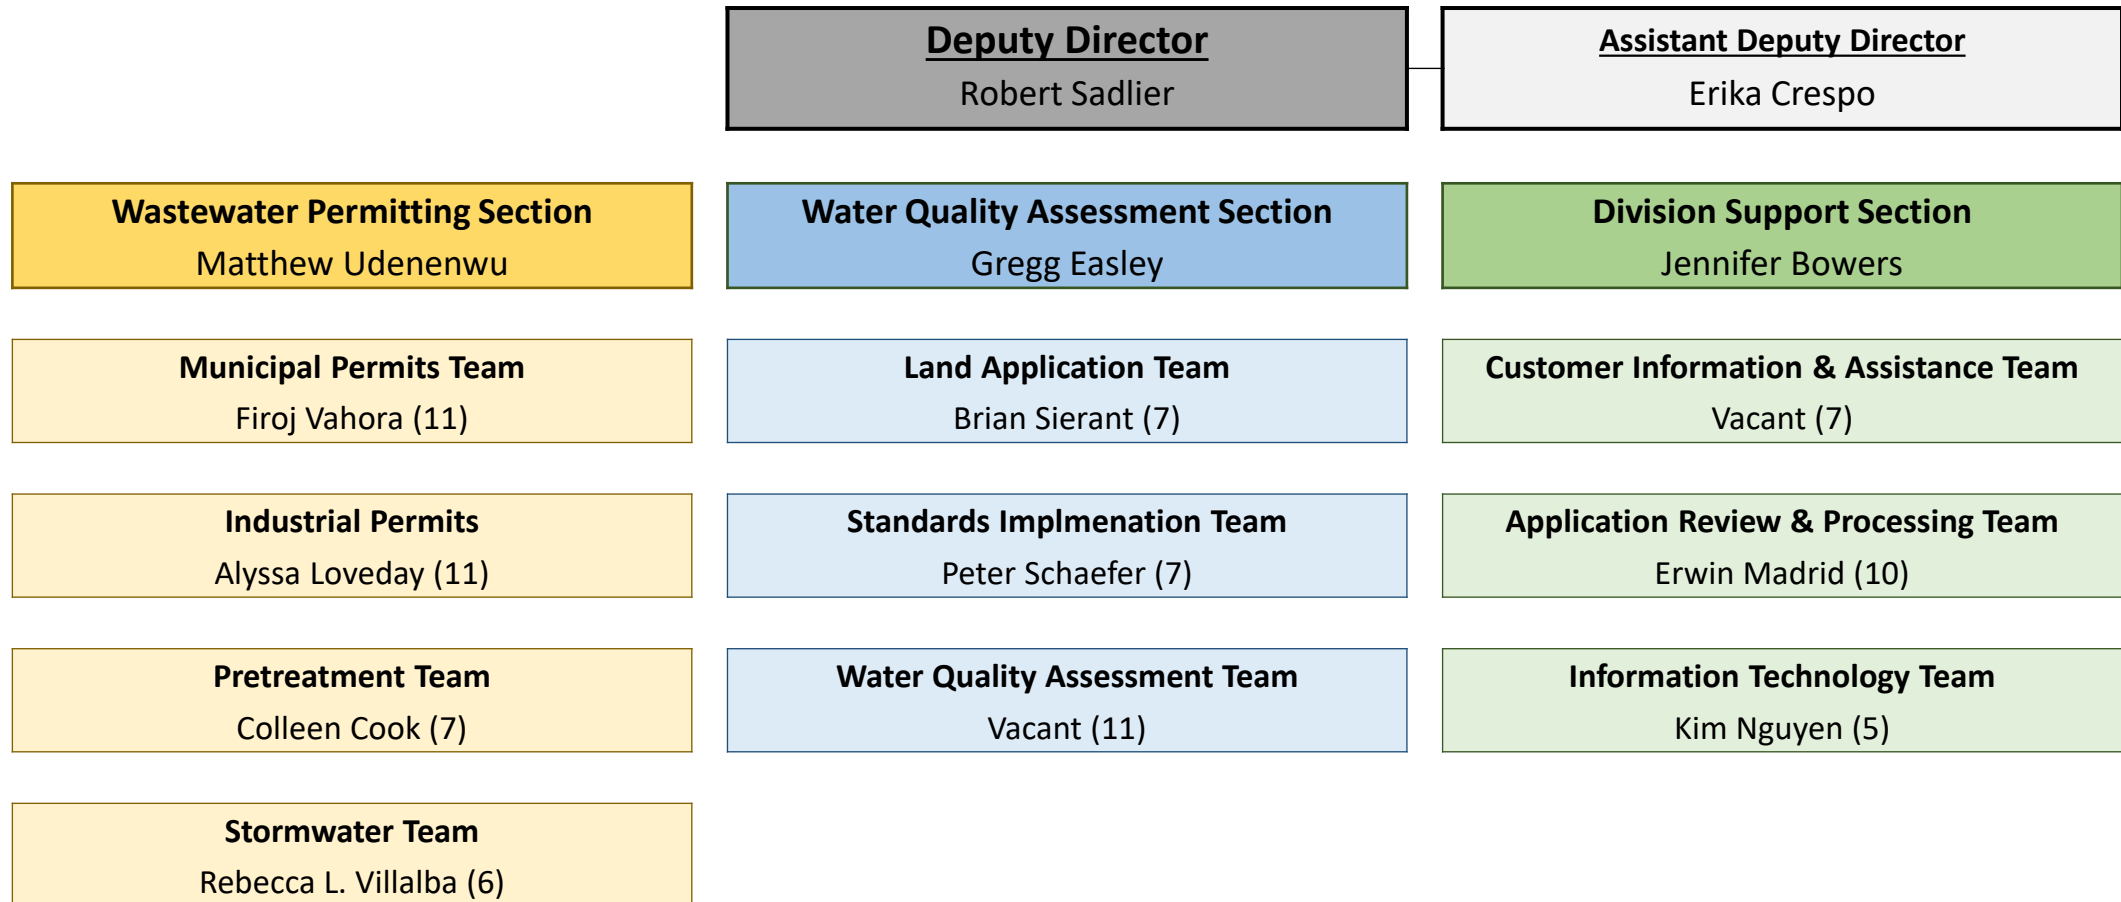 Deputy Director
Robert Sadlier
Assistant Deputy Director
Erika Crespo
Wastewater Permitting Section
Matthew Udenenwu
Water Quality Assessment Section
Gregg Easley
Division Support Section
Jennifer Bowers
Municipal Permits Team
Firoj Vahora (11)
Land Application Team
Brian Sierant (7)
Customer Information & Assistance Team
Vacant (7)
Industrial Permits
Alyssa Loveday (11)
Standards Implmenation Team
Peter Schaefer (7)
Application Review & Processing Team
Erwin Madrid (10)
Pretreatment Team
Colleen Cook (7)
Water Quality Assessment Team
Vacant (11)
Information Technology Team
Kim Nguyen (5)
Stormwater Team
Rebecca L. Villalba (6)